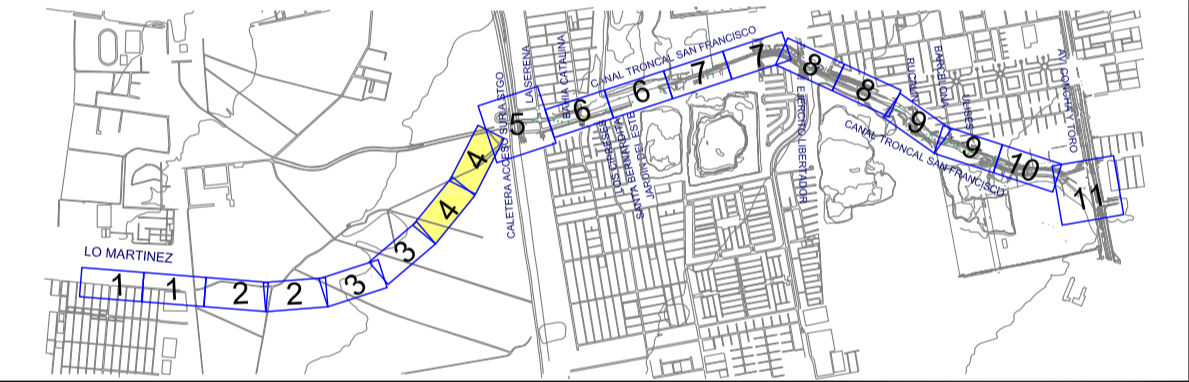 LO MARTINEZ
1
1
2
2
3
3
4
4
5
6
6
7
7
8
8
9
9
10
11
CALETERA ACCESO SUR A STGO
LA SERENA
BAHIA CATALINA
CANAL TRONCAL SAN FRANCISCO
LOS CIPRESES
SANTA BERNARDITA
JARDIN DEL ESTE
EJERCITO LIBERTADOR
CANAL TRONCAL SAN FRANCISCO
BARCELONA
AV. CONCHA Y TORO